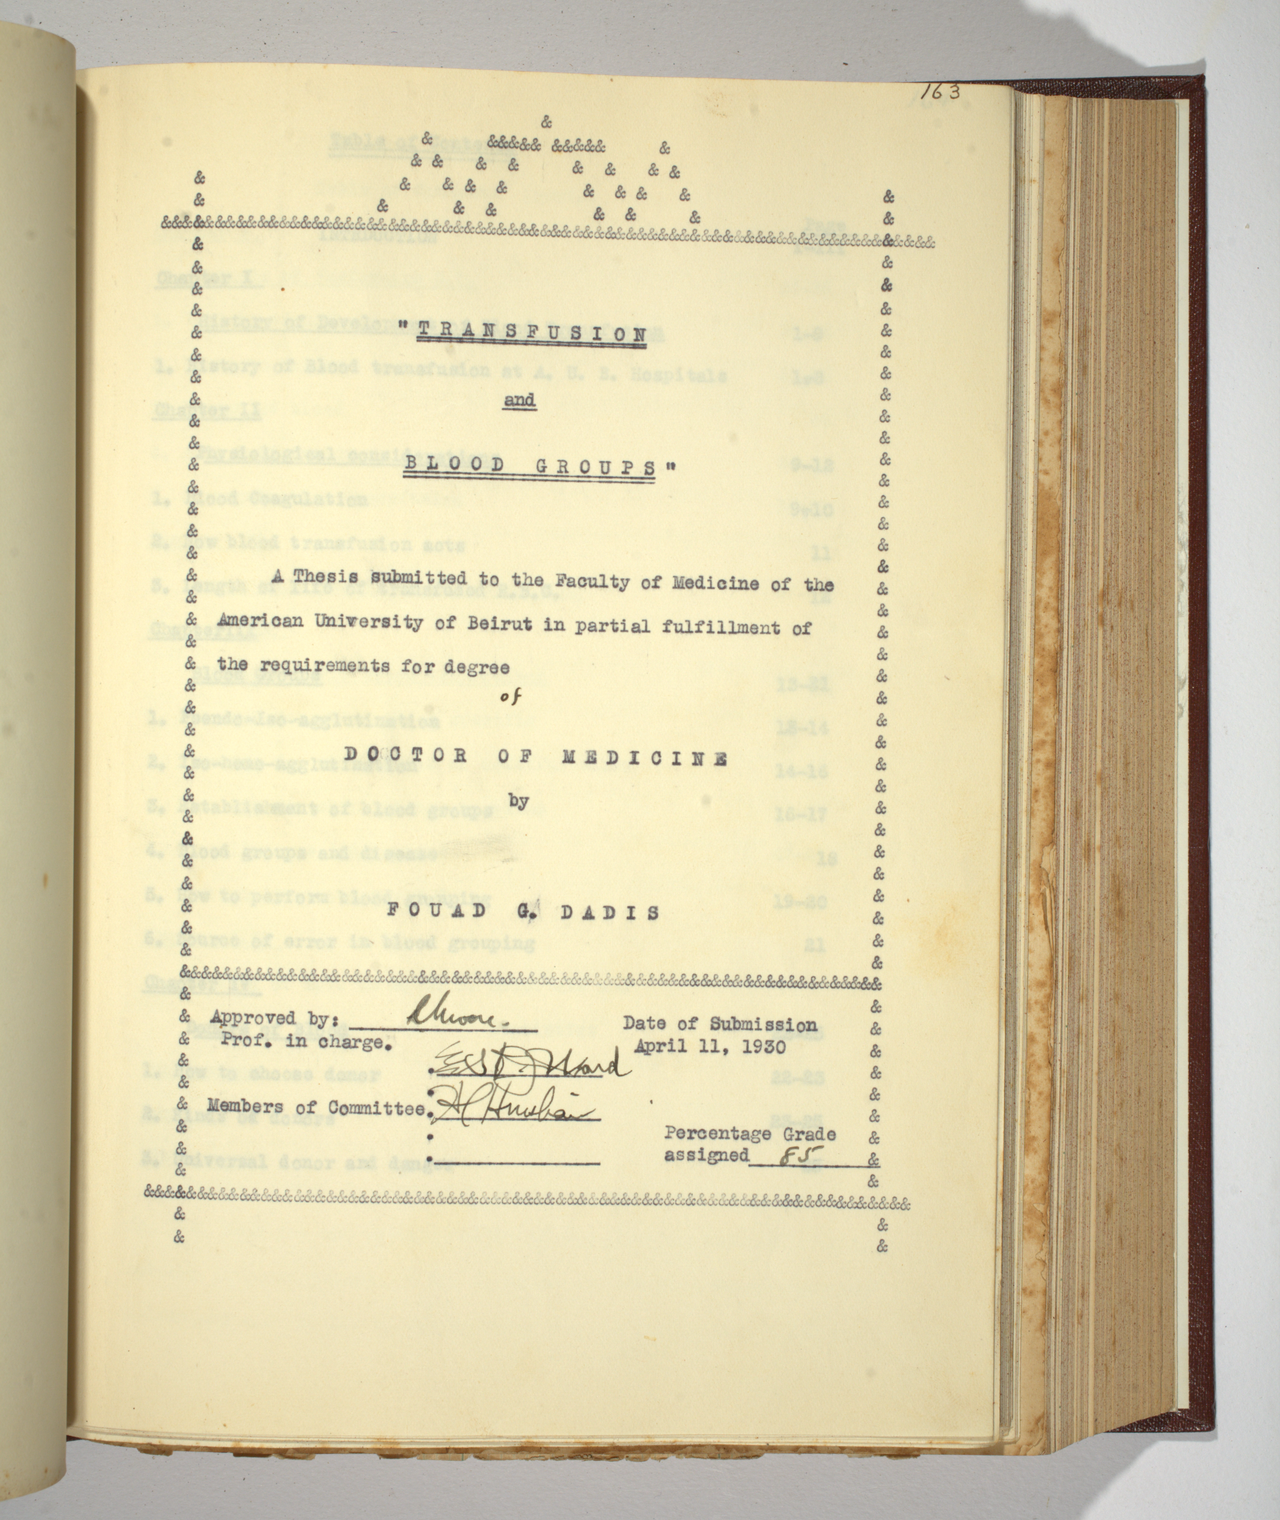 163
"TRANSFUSION
and
BLOOD GROUPS"
A Thesis submitted to the Faculty of Medicine of the
American University of Beirut in partial fulfillment of
the requirements for degree
of
DOCTOR OF MEDICINE
by
FOUAD G. DADIS
Approved by:
Prof. in charge.
Date of Submission
April 11, 1930
Ward
Members of Committee.
Percentage Grade
assigned 85